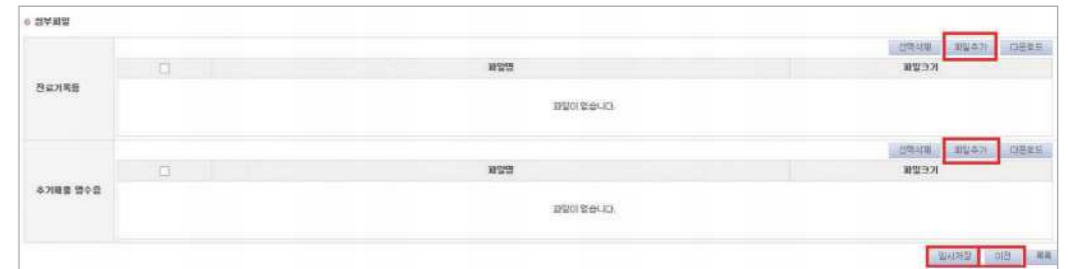 첨부파일
선택삭제 파일추가 다운로드
파일명 파일크기
진료기록등
파일이 없습니다.
선택삭제 파일추가 다운로드
파일명 파일크기
추가제출 영수증
파일이 없습니다.
임시저장 이전 목록